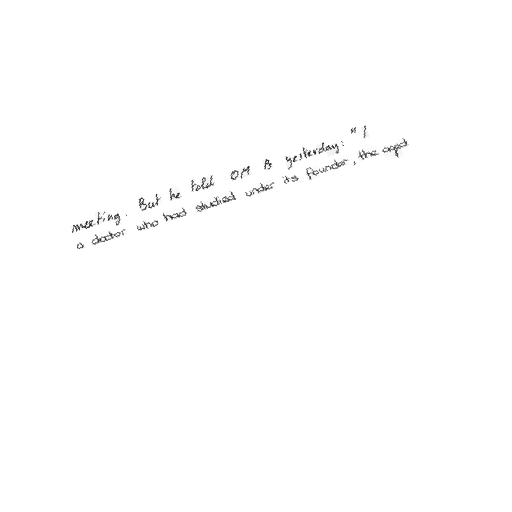 meeting. But he told OM A yesterday: "I
a doctor who had studied under its founder, the aged